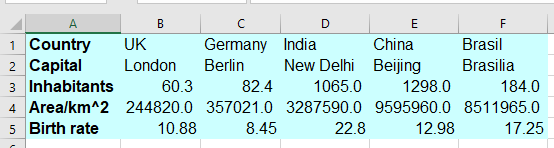 A B C D E F
1 Country UK Germany India China Brasil
2 Capital London Berlin New Delhi Beijing Brasilia
3 Inhabitants 60.3 82.4 1065.0 1298.0 184.0
4 Area/km^2 244820.0 357021.0 3287590.0 9595960.0 8511965.0
5 Birth rate 10.88 8.45 22.8 12.98 17.25